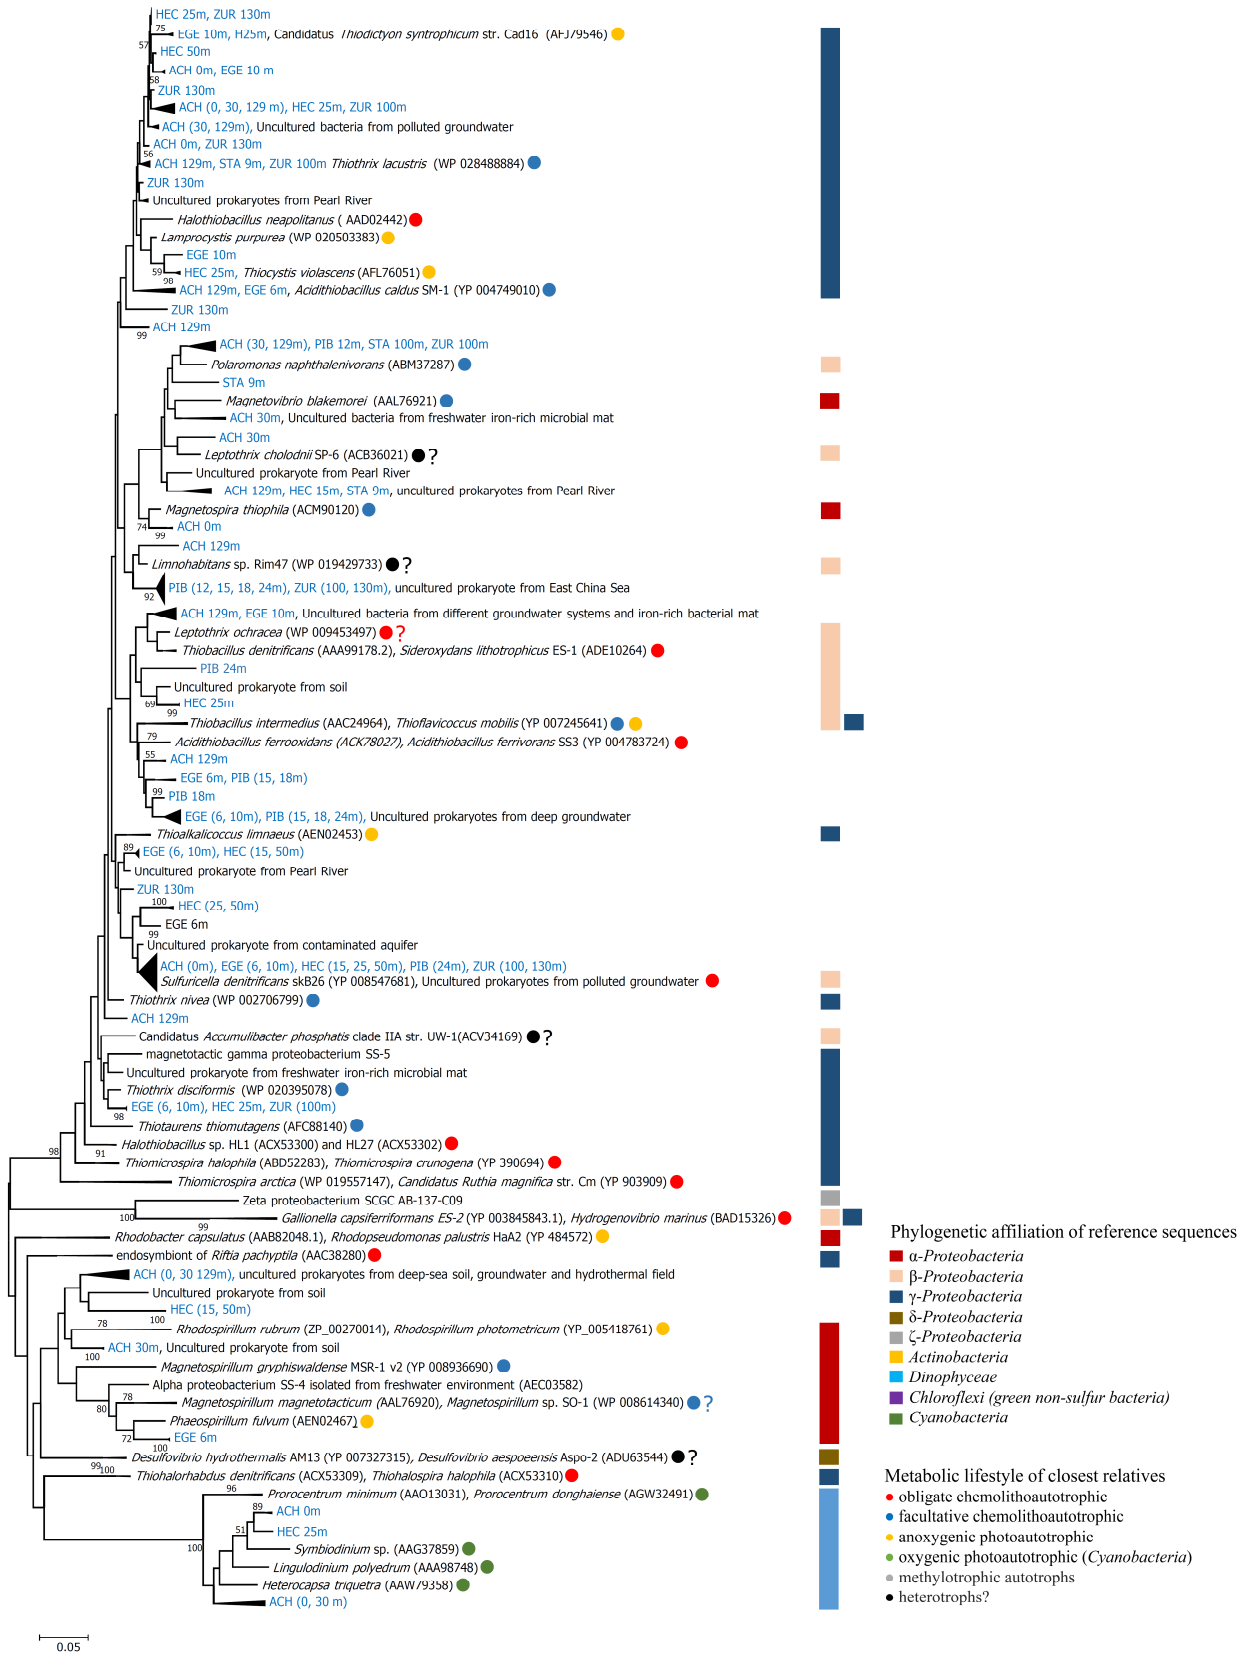 HEC 25m, ZUR 130m
75
EGE 10m, H25m, Candidatus Thiodictyon syntrophicum str. Cad16 (AFJ79546)
57
HEC 50m
ACH 0m, EGE 10 m
58
ZUR 130m
ACH (0, 30, 129 m), HEC 25m, ZUR 100m
ACH (30, 129m), Uncultured bacteria from polluted groundwater
ACH 0m, ZUR 130m
56
ACH 129m, STA 9m, ZUR 100m Thiothrix lacustris (WP 028488884)
ZUR 130m
Uncultured prokaryotes from Pearl River
Halothiobacillus neapolitanus ( AAD02442)
Lamprocystis purpurea (WP 020503383)
EGE 10m
59
HEC 25m, Thiocystis violascens (AFL76051)
98
ACH 129m, EGE 6m, Acidithiobacillus caldus SM-1 (YP 004749010)
ZUR 130m
ACH 129m
99
ACH (30, 129m), PIB 12m, STA 100m, ZUR 100m
Polaromonas naphthalenivorans (ABM37287)
STA 9m
Magnetovibrio blakemorei (AAL76921)
ACH 30m, Uncultured bacteria from freshwater iron-rich microbial mat
ACH 30m
Leptothrix cholodnii SP-6 (ACB36021) ?
Uncultured prokaryote from Pearl River
ACH 129m, HEC 15m, STA 9m, uncultured prokaryotes from Pearl River
Magnetospira thiophila (ACM90120)
74
ACH 0m
99
ACH 129m
Limnohabitans sp. Rim47 (WP 019429733) ?
PIB (12, 15, 18, 24m), ZUR (100, 130m), uncultured prokaryote from East China Sea
92
ACH 129m, EGE 10m, Uncultured bacteria from different groundwater systems and iron-rich bacterial mat
Leptothrix ochracea (WP 009453497) ?
Thiobacillus denitrificans (AAA99178.2), Sideroxydans lithotrophicus ES-1 (ADE10264)
PIB 24m
Uncultured prokaryote from soil
69
HEC 25m
99
Thiobacillus intermedius (AAC24964), Thioflavicoccus mobilis (YP 007245641)
79
Acidithiobacillus ferrooxidans (ACK78027), Acidithiobacillus ferrivorans SS3 (YP 004783724)
55
ACH 129m
EGE 6m, PIB (15, 18m)
99
PIB 18m
EGE (6, 10m), PIB (15, 18, 24m), Uncultured prokaryotes from deep groundwater
Thioalkalicoccus limnaeus (AEN02453)
89
EGE (6, 10m), HEC (15, 50m)
Uncultured prokaryote from Pearl River
ZUR 130m
100
HEC (25, 50m)
EGE 6m
99
Uncultured prokaryote from contaminated aquifer
ACH (0m), EGE (6, 10m), HEC (15, 25, 50m), PIB (24m), ZUR (100, 130m)
Sulfuricella denitrificans skB26 (YP 008547681), Uncultured prokaryotes from polluted groundwater
Thiothrix nivea (WP 002706799)
ACH 129m
Candidatus Accumulibacter phosphatis clade IIA str. UW-1(ACV34169) ?
magnetotactic gamma proteobacterium SS-5
Uncultured prokaryote from freshwater iron-rich microbial mat
Thiothrix disciformis (WP 020395078)
EGE (6, 10m), HEC 25m, ZUR (100m)
98
Thiotaurens thiomutagens (AFC88140)
Halothiobacillus sp. HL1 (ACX53300) and HL27 (ACX53302)
98
91
Thiomicrospira halophila (ABD52283), Thiomicrospira crunogena (YP 390694)
Thiomicrospira arctica (WP 019557147), Candidatus Ruthia magnifica str. Cm (YP 903909)
Zeta proteobacterium SCGC AB-137-C09
100
Gallionella capsiferriformans ES-2 (YP 003845843.1), Hydrogenovibrio marinus (BAD15326)
99
Rhodobacter capsulatus (AAB82048.1), Rhodopseudomonas palustris HaA2 (YP 484572)
endosymbiont of Riftia pachyptila (AAC38280)
ACH (0, 30 129m), uncultured prokaryotes from deep-sea soil, groundwater and hydrothermal field
Uncultured prokaryote from soil
HEC (15, 50m)
100
78
Rhodospirillum rubrum (ZP_00270014), Rhodospirillum photometricum (YP_005418761)
ACH 30m, Uncultured prokaryote from soil
100
Magnetospirillum gryphiswaldense MSR-1 v2 (YP 008936690)
Alpha proteobacterium SS-4 isolated from freshwater environment (AEC03582)
78
Magnetospirillum magnetotacticum (AAL76920), Magnetospirillum sp. SO-1 (WP 008614340) ?
80
Phaeospirillum fulvum (AEN02467)
72
EGE 6m
100
Desulfovibrio hydrothermalis AM13 (YP 007327315), Desulfovibrio aespoeensis Aspo-2 (ADU63544) ?
99
100
Thiohalorhabdus denitrificans (ACX53309), Thiohalospira halophila (ACX53310)
96
Prorocentrum minimum (AAO13031), Prorocentrum donghaiense (AGW32491)
89
ACH 0m
51
HEC 25m
100
Symbiodinium sp. (AAG37859)
Lingulodinium polyedrum (AAA98748)
Heterocapsa triquetra (AAW79358)
ACH (0, 30 m)
0.05
Phylogenetic affiliation of reference sequences
α-Proteobacteria
β-Proteobacteria
γ-Proteobacteria
δ-Proteobacteria
ζ-Proteobacteria
Actinobacteria
Dinophyceae
Chloroflexi (green non-sulfur bacteria)
Cyanobacteria
Metabolic lifestyle of closest relatives
obligate chemolithoautotrophic
facultative chemolithoautotrophic
anoxygenic photoautotrophic
oxygenic photoautotrophic (Cyanobacteria)
methylotrophic autotrophs
heterotrophs?